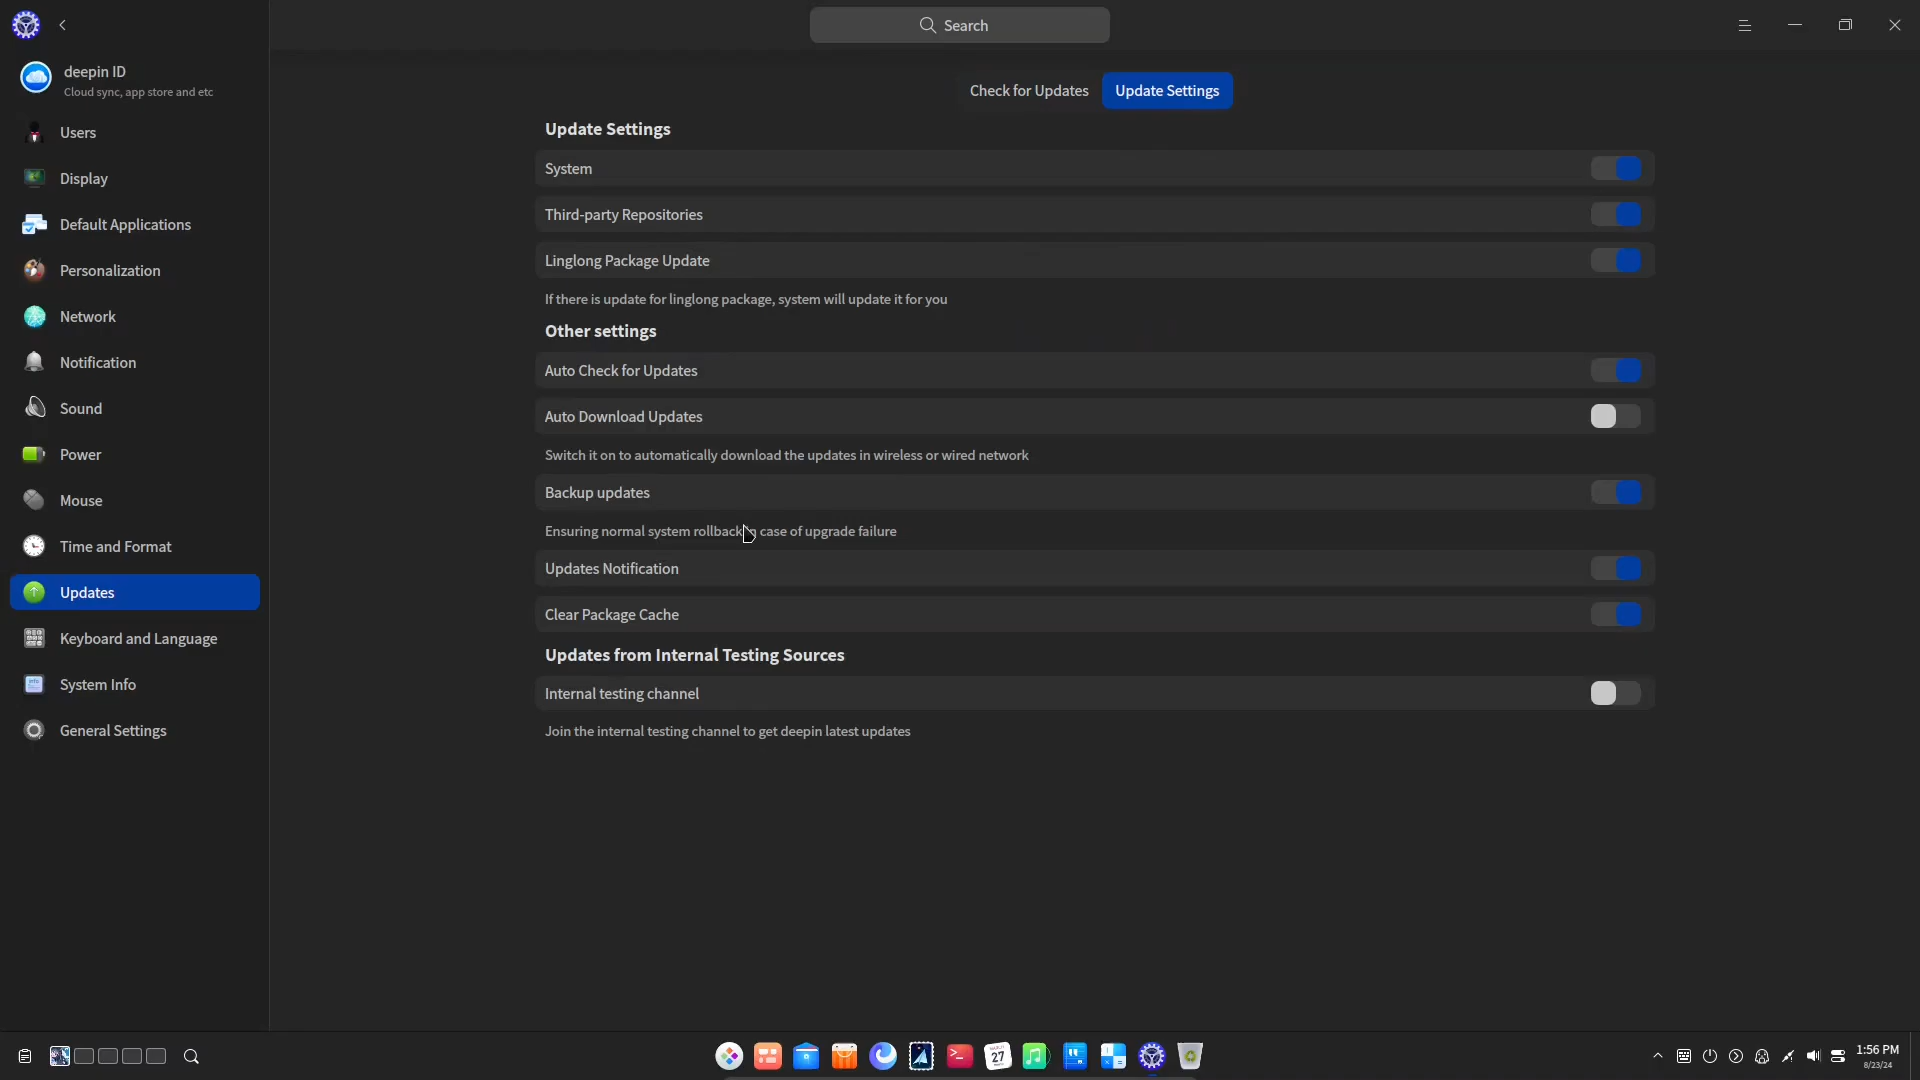 Search
deepin ID
Cloud sync, app store and etc
Users
Display
Default Applications
Personalization
Network
Notification
Sound
Power
Mouse
Time and Format
Updates
Keyboard and Language
System Info
General Settings
Check for Updates
Update Settings
Update Settings
System
Third-party Repositories
Linglong Package Update
If there is update for linglong package, system will update it for you
Other settings
Auto Check for Updates
Auto Download Updates
Switch it on to automatically download the updates in wireless or wired network
Backup updates
Ensuring normal system rollback case of upgrade failure
Updates Notification
Clear Package Cache
Updates from Internal Testing Sources
Internal testing channel
Join the internal testing channel to get deepin latest updates
27
1:56 PM
8/23/24